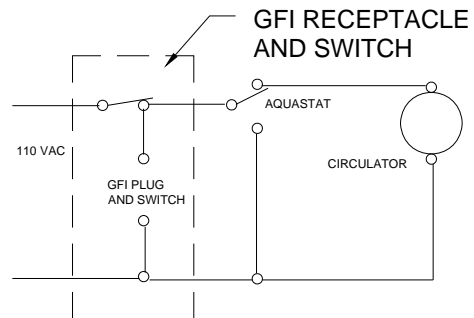 GFI RECEPTACLE
AND SWITCH
AQUASTAT
110 VAC
CIRCULATOR
GFI PLUG
AND SWITCH